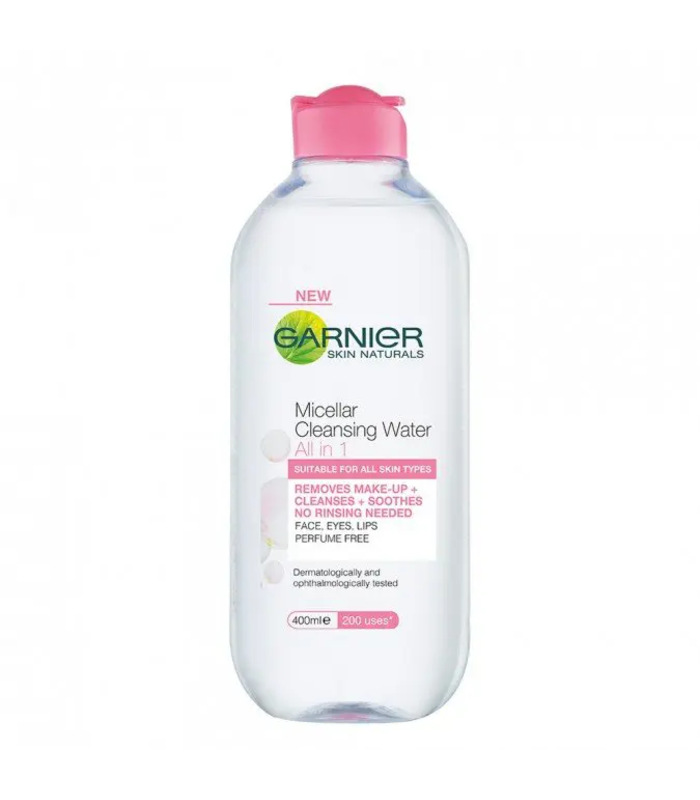 NEW
GARNIER
SKIN NATURALS
Micellar
Cleansing Water
All in 1
SUITABLE FOR ALL SKIN TYPES
REMOVES MAKE-UP +
CLEANSES + SOOTHES
NO RINSING NEEDED
FACE, EYES, LIPS
PERFUME FREE
Dermatologically and
ophthalmologically tested
400ml℮ 200 uses*